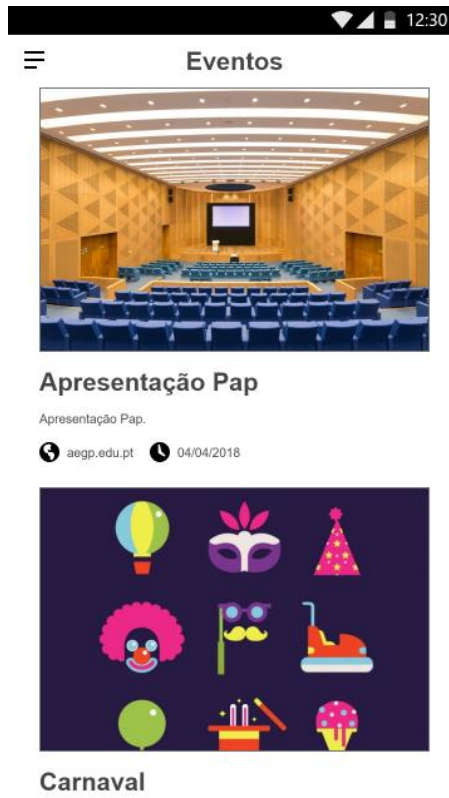 12:30
Eventos
Apresentação Pap
Apresentação Pap.
aegp.edu.pt 04/04/2018
Carnaval